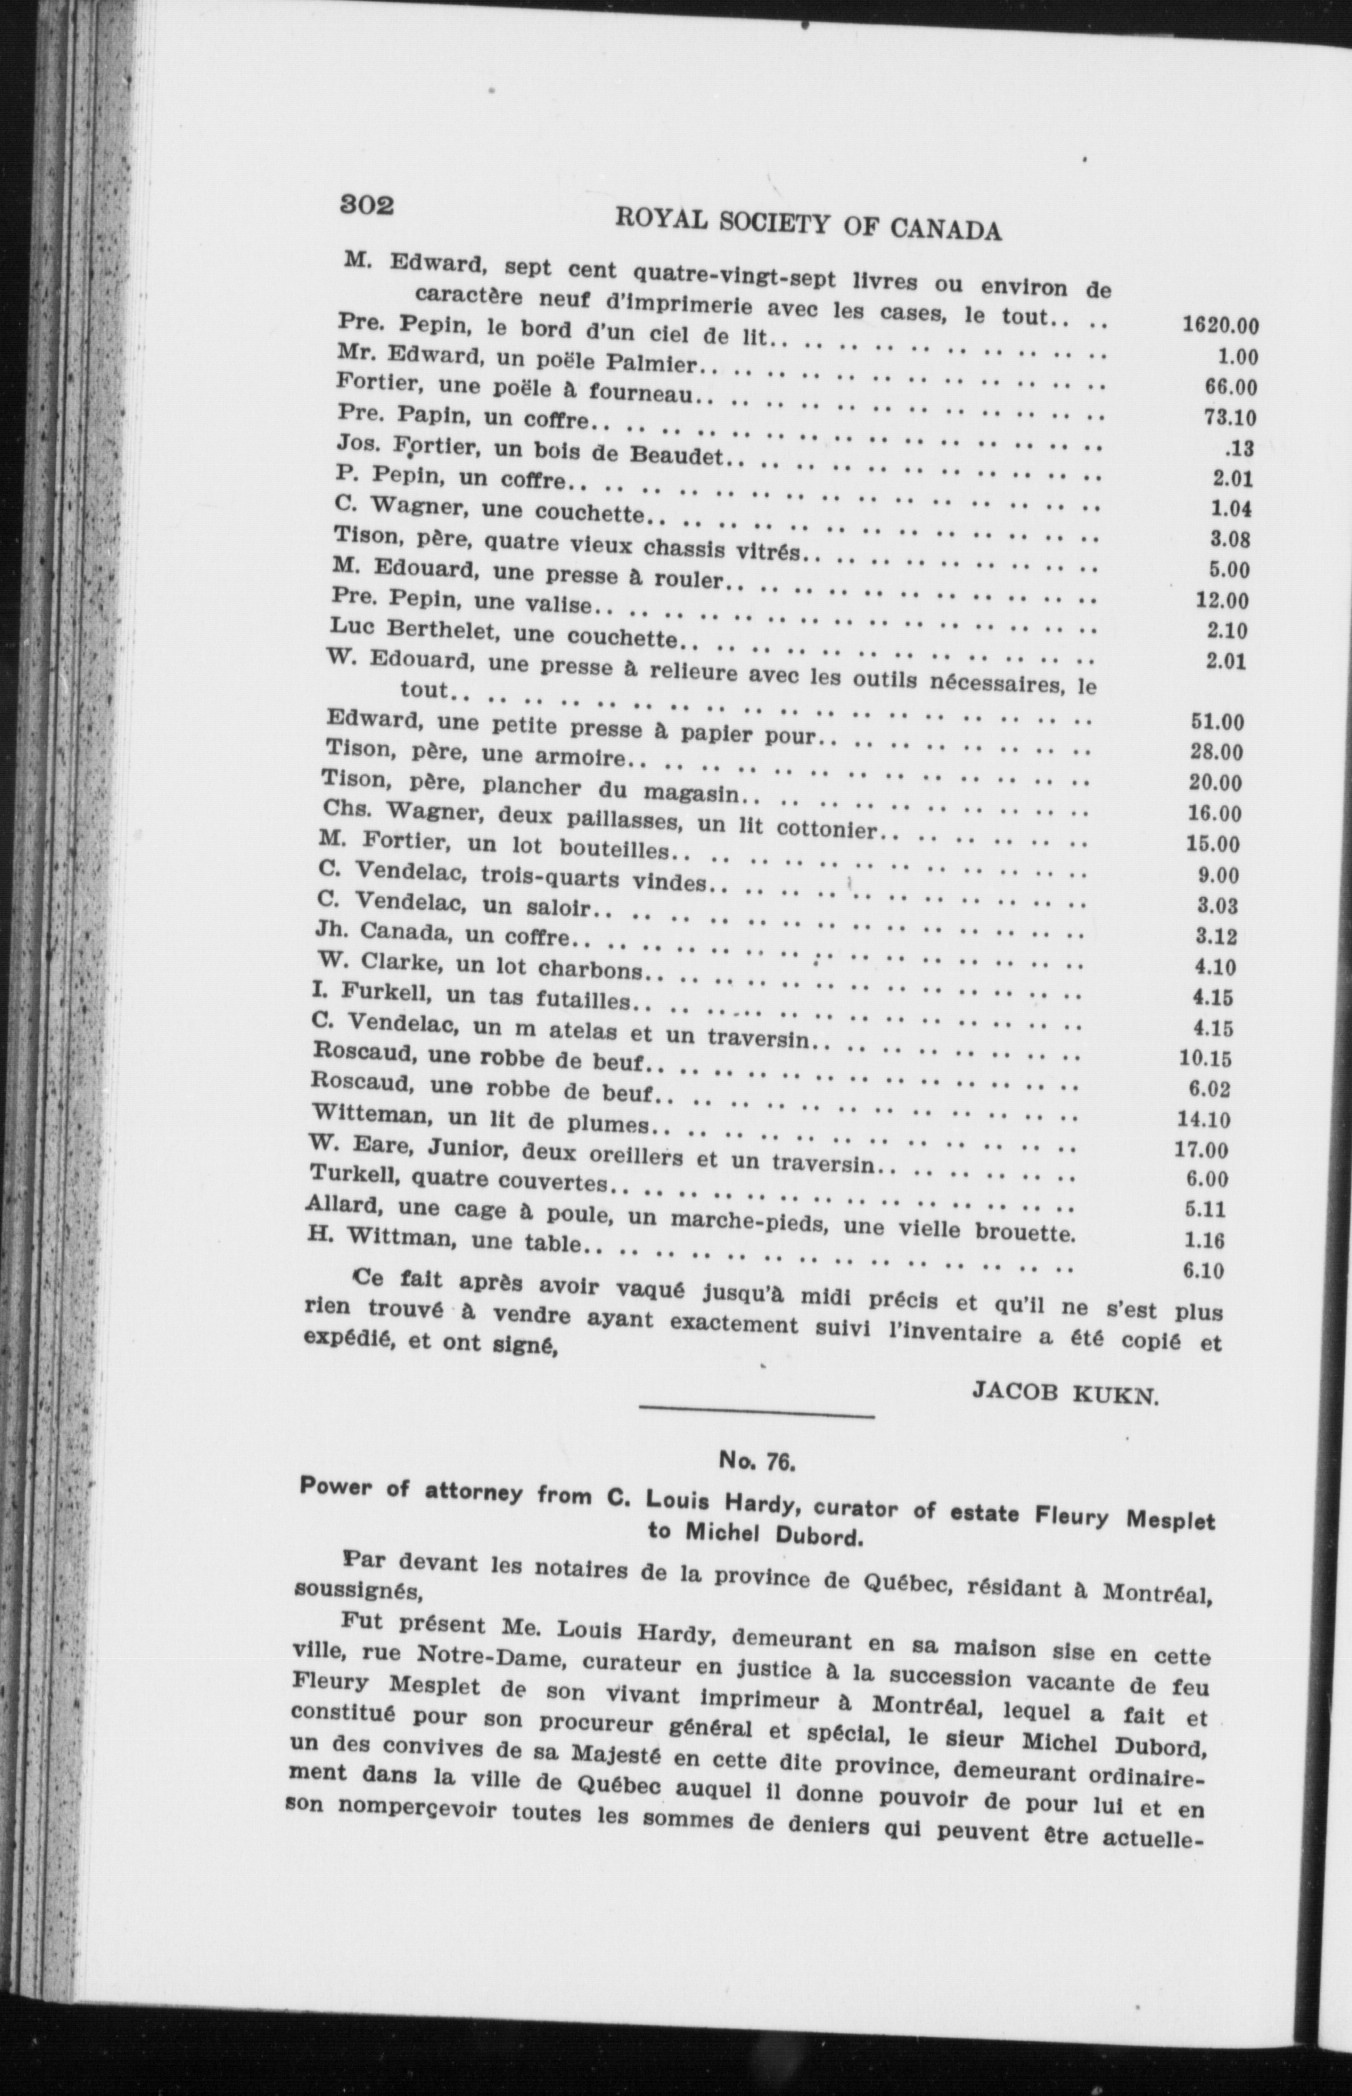 302
ROYAL SOCIETY OF CANADA
M. Edward, sept cent quatre-vingt-sept livres ou environ de
caractère neuf d'imprimerie avec les cases, le tout.. .. 1620.00
Pre. Pepin, le bord d'un ciel de lit.. .. .. .. .. .. .. .. .. .. 1.00
Mr. Edward, un poële Palmier.. .. .. .. .. .. .. .. .. .. .. .. 66.00
Fortier, une poële à fourneau.. .. .. .. .. .. .. .. .. .. .. .. 73.10
Pre. Papin, un coffre.. .. .. .. .. .. .. .. .. .. .. .. .. .. .. .13
Jos. Fortier, un bois de Beaudet.. .. .. .. .. .. .. .. .. .. .. 2.01
P. Pepin, un coffre.. .. .. .. .. .. .. .. .. .. .. .. .. .. .. 1.04
C. Wagner, une couchette.. .. .. .. .. .. .. .. .. .. .. .. .. 3.08
Tison, père, quatre vieux chassis vitrés.. .. .. .. .. .. .. .. .. 5.00
M. Edouard, une presse à rouler.. .. .. .. .. .. .. .. .. .. .. 12.00
Pre. Pepin, une valise.. .. .. .. .. .. .. .. .. .. .. .. .. .. .. 2.10
Luc Berthelet, une couchette.. .. .. .. .. .. .. .. .. .. .. .. 2.01
W. Edouard, une presse à relieure avec les outils nécessaires, le
tout.. .. .. .. .. .. .. .. .. .. .. .. .. .. .. .. .. .. 51.00
Edward, une petite presse à papier pour.. .. .. .. .. .. .. .. 28.00
Tison, père, une armoire.. .. .. .. .. .. .. .. .. .. .. .. .. 20.00
Tison, père, plancher du magasin.. .. .. .. .. .. .. .. .. .. 16.00
Chs. Wagner, deux paillasses, un lit cottonier.. .. .. .. .. .. 15.00
M. Fortier, un lot bouteilles.. .. .. .. .. .. .. .. .. .. .. .. 9.00
C. Vendelac, trois-quarts vindes.. .. .. .. .. .. .. .. .. .. .. 3.03
C. Vendelac, un saloir.. .. .. .. .. .. .. .. .. .. .. .. .. .. 3.12
Jh. Canada, un coffre.. .. .. .. .. .. .. .. .. .. .. .. .. .. .. 4.10
W. Clarke, un lot charbons.. .. .. .. .. .. .. .. .. .. .. .. .. 4.15
I. Furkell, un tas futailles.. .. .. .. .. .. .. .. .. .. .. .. .. 4.15
C. Vendelac, un m atelas et un traversin.. .. .. .. .. .. .. .. 10.15
Roscaud, une robbe de beuf.. .. .. .. .. .. .. .. .. .. .. .. .. 6.02
Roscaud, une robbe de beuf.. .. .. .. .. .. .. .. .. .. .. .. 14.10
Witteman, un lit de plumes.. .. .. .. .. .. .. .. .. .. .. .. 17.00
W. Eare, Junior, deux oreillers et un traversin.. .. .. .. .. .. 6.00
Turkell, quatre couvertes.. .. .. .. .. .. .. .. .. .. .. .. .. .. 5.11
Allard, une cage à poule, un marche-pieds, une vielle brouette. 1.16
H. Wittman, une table.. .. .. .. .. .. .. .. .. .. .. .. .. .. 6.10
Ce fait après avoir vaqué jusqu'à midi précis et qu'il ne s'est plus
rien trouvé à vendre ayant exactement suivi l'inventaire a été copié et
expédié, et ont signé,
JACOB KUKN.
No. 76.
Power of attorney from C. Louis Hardy, curator of estate Fleury Mesplet
to Michel Dubord.
Par devant les notaires de la province de Québec, résidant à Montréal,
soussignés,
Fut présent Me. Louis Hardy, demeurant en sa maison sise en cette
ville, rue Notre-Dame, curateur en justice à la succession vacante de feu
Fleury Mesplet de son vivant imprimeur à Montréal, lequel a fait et
constitué pour son procureur général et spécial, le sieur Michel Dubord,
un des convives de sa Majesté en cette dite province, demeurant ordinaire-
ment dans la ville de Québec auquel il donne pouvoir de pour lui et en
son nomperçevoir toutes les sommes de deniers qui peuvent être actuelle-